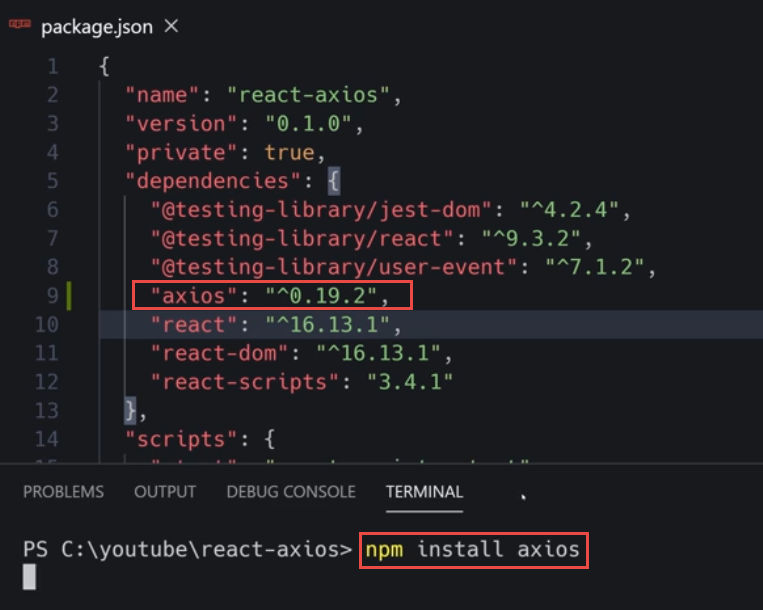 package.json ×
1 {
2 "name": "react-axios",
3 "version": "0.1.0",
4 "private": true,
5 "dependencies": {
6 "@testing-library/jest-dom": "^4.2.4",
7 "@testing-library/react": "^9.3.2",
8 "@testing-library/user-event": "^7.1.2",
9 "axios": "^0.19.2",
10 "react": "^16.13.1",
11 "react-dom": "^16.13.1",
12 "react-scripts": "3.4.1"
13 },
14 "scripts": {
PROBLEMS OUTPUT DEBUG CONSOLE TERMINAL
PS C:\youtube\react-axios> npm install axios